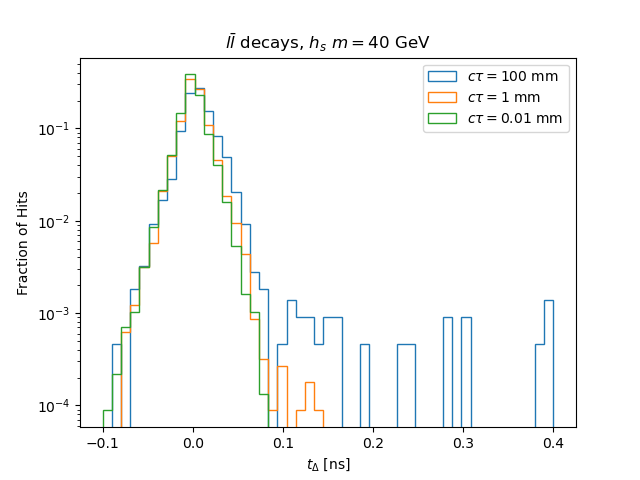 $l\bar{l}$ decays, $h_s$ $m = 40$ GeV
cτ = 100 mm
cτ = 1 mm
cτ = 0.01 mm
Fraction of Hits
10⁻¹
10⁻²
10⁻³
10⁻⁴
−0.1 0.0 0.1 0.2 0.3 0.4
t_Δ [ns]